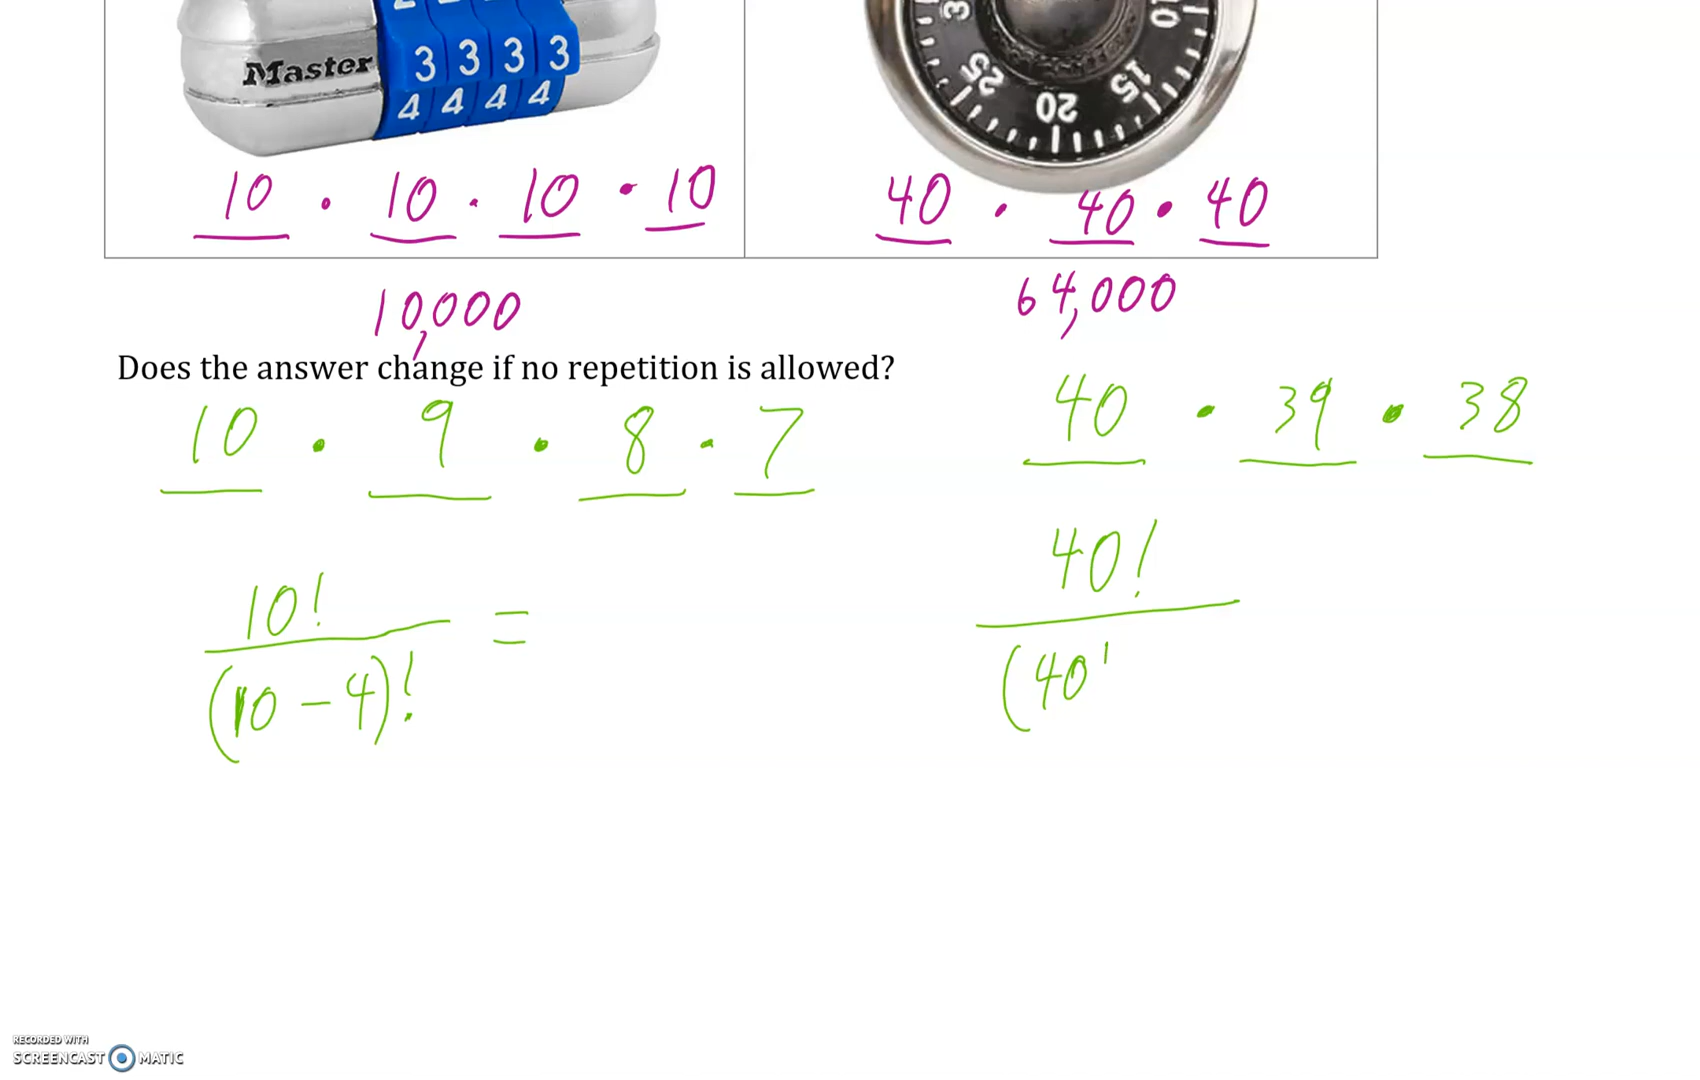 Master 3 3 3 3
4 4 4 4
10 15 20 25 3
10 · 10 · 10 · 10
40 · 40 · 40
10,000
64,000
Does the answer change if no repetition is allowed?
10 · 9 · 8 · 7
40 · 39 · 38
10!
(10 - 4)!
=
40!
(40
RECORDED WITH
SCREENCAST MATIC